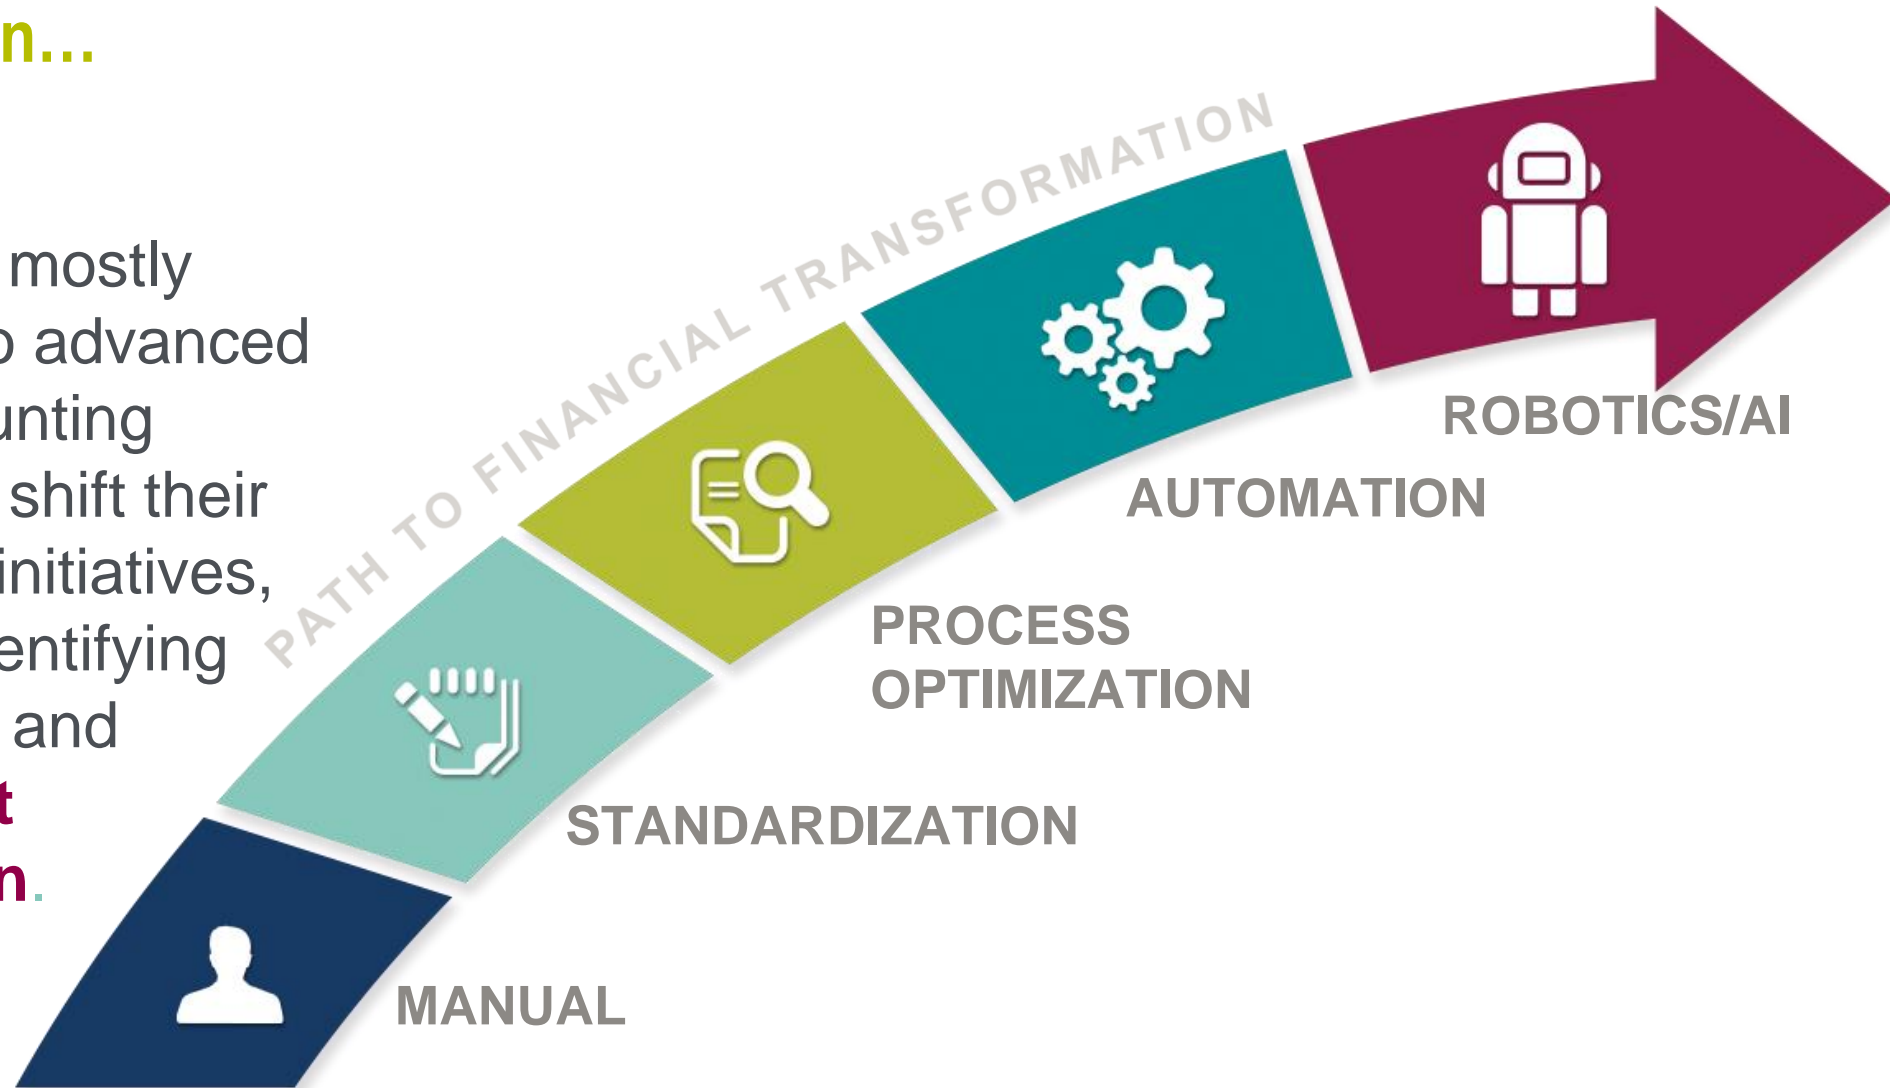 n...
mostly
advanced
unting
shift their
initiatives,
entifying
and
t
n.
PATH TO FINANCIAL TRANSFORMATION
ROBOTICS/AI
AUTOMATION
PROCESS
OPTIMIZATION
STANDARDIZATION
MANUAL